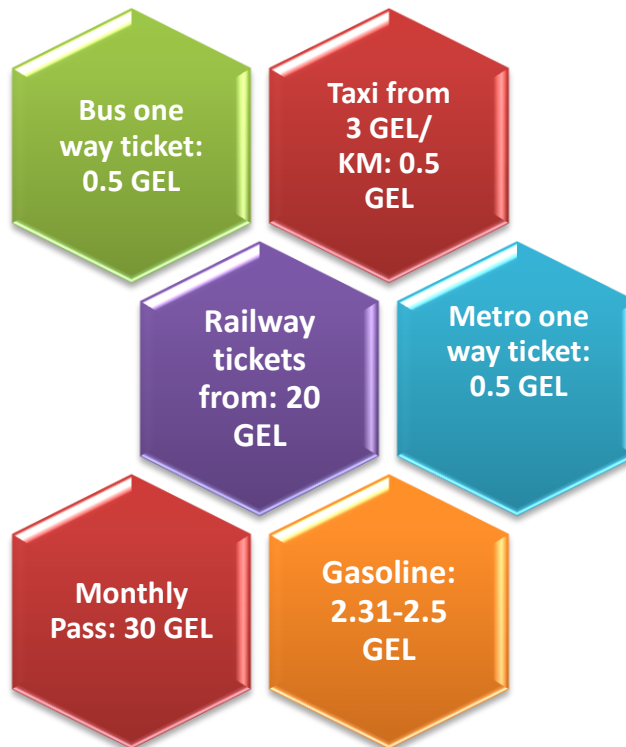 Bus one
way ticket:
0.5 GEL
Taxi from
3 GEL/
KM: 0.5
GEL
Railway
tickets
from: 20
GEL
Metro one
way ticket:
0.5 GEL
Monthly
Pass: 30 GEL
Gasoline:
2.31-2.5
GEL